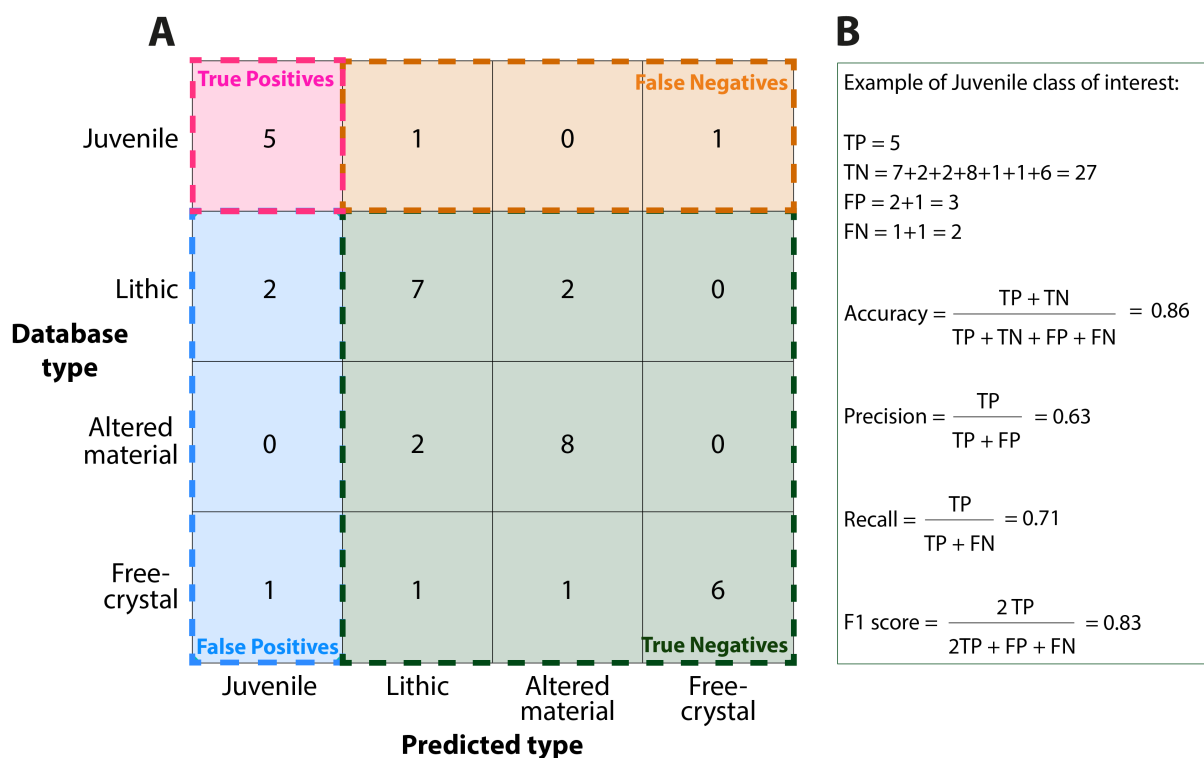 A
True Positives
False Negatives
Juvenile
5
1
0
1
Lithic
2
7
2
0
Database
type
Altered
material
0
2
8
0
Free-
crystal
1
1
1
6
False Positives
True Negatives
Juvenile
Lithic
Altered
material
Free-
crystal
Predicted type
B
Example of Juvenile class of interest:
TP = 5
TN = 7+2+2+8+1+1+6 = 27
FP = 2+1 = 3
FN = 1+1 = 2
Accuracy = TP + TN / TP + TN + FP + FN = 0.86
Precision = TP / TP + FP = 0.63
Recall = TP / TP + FN = 0.71
F1 score = 2 TP / 2TP + FP + FN = 0.83